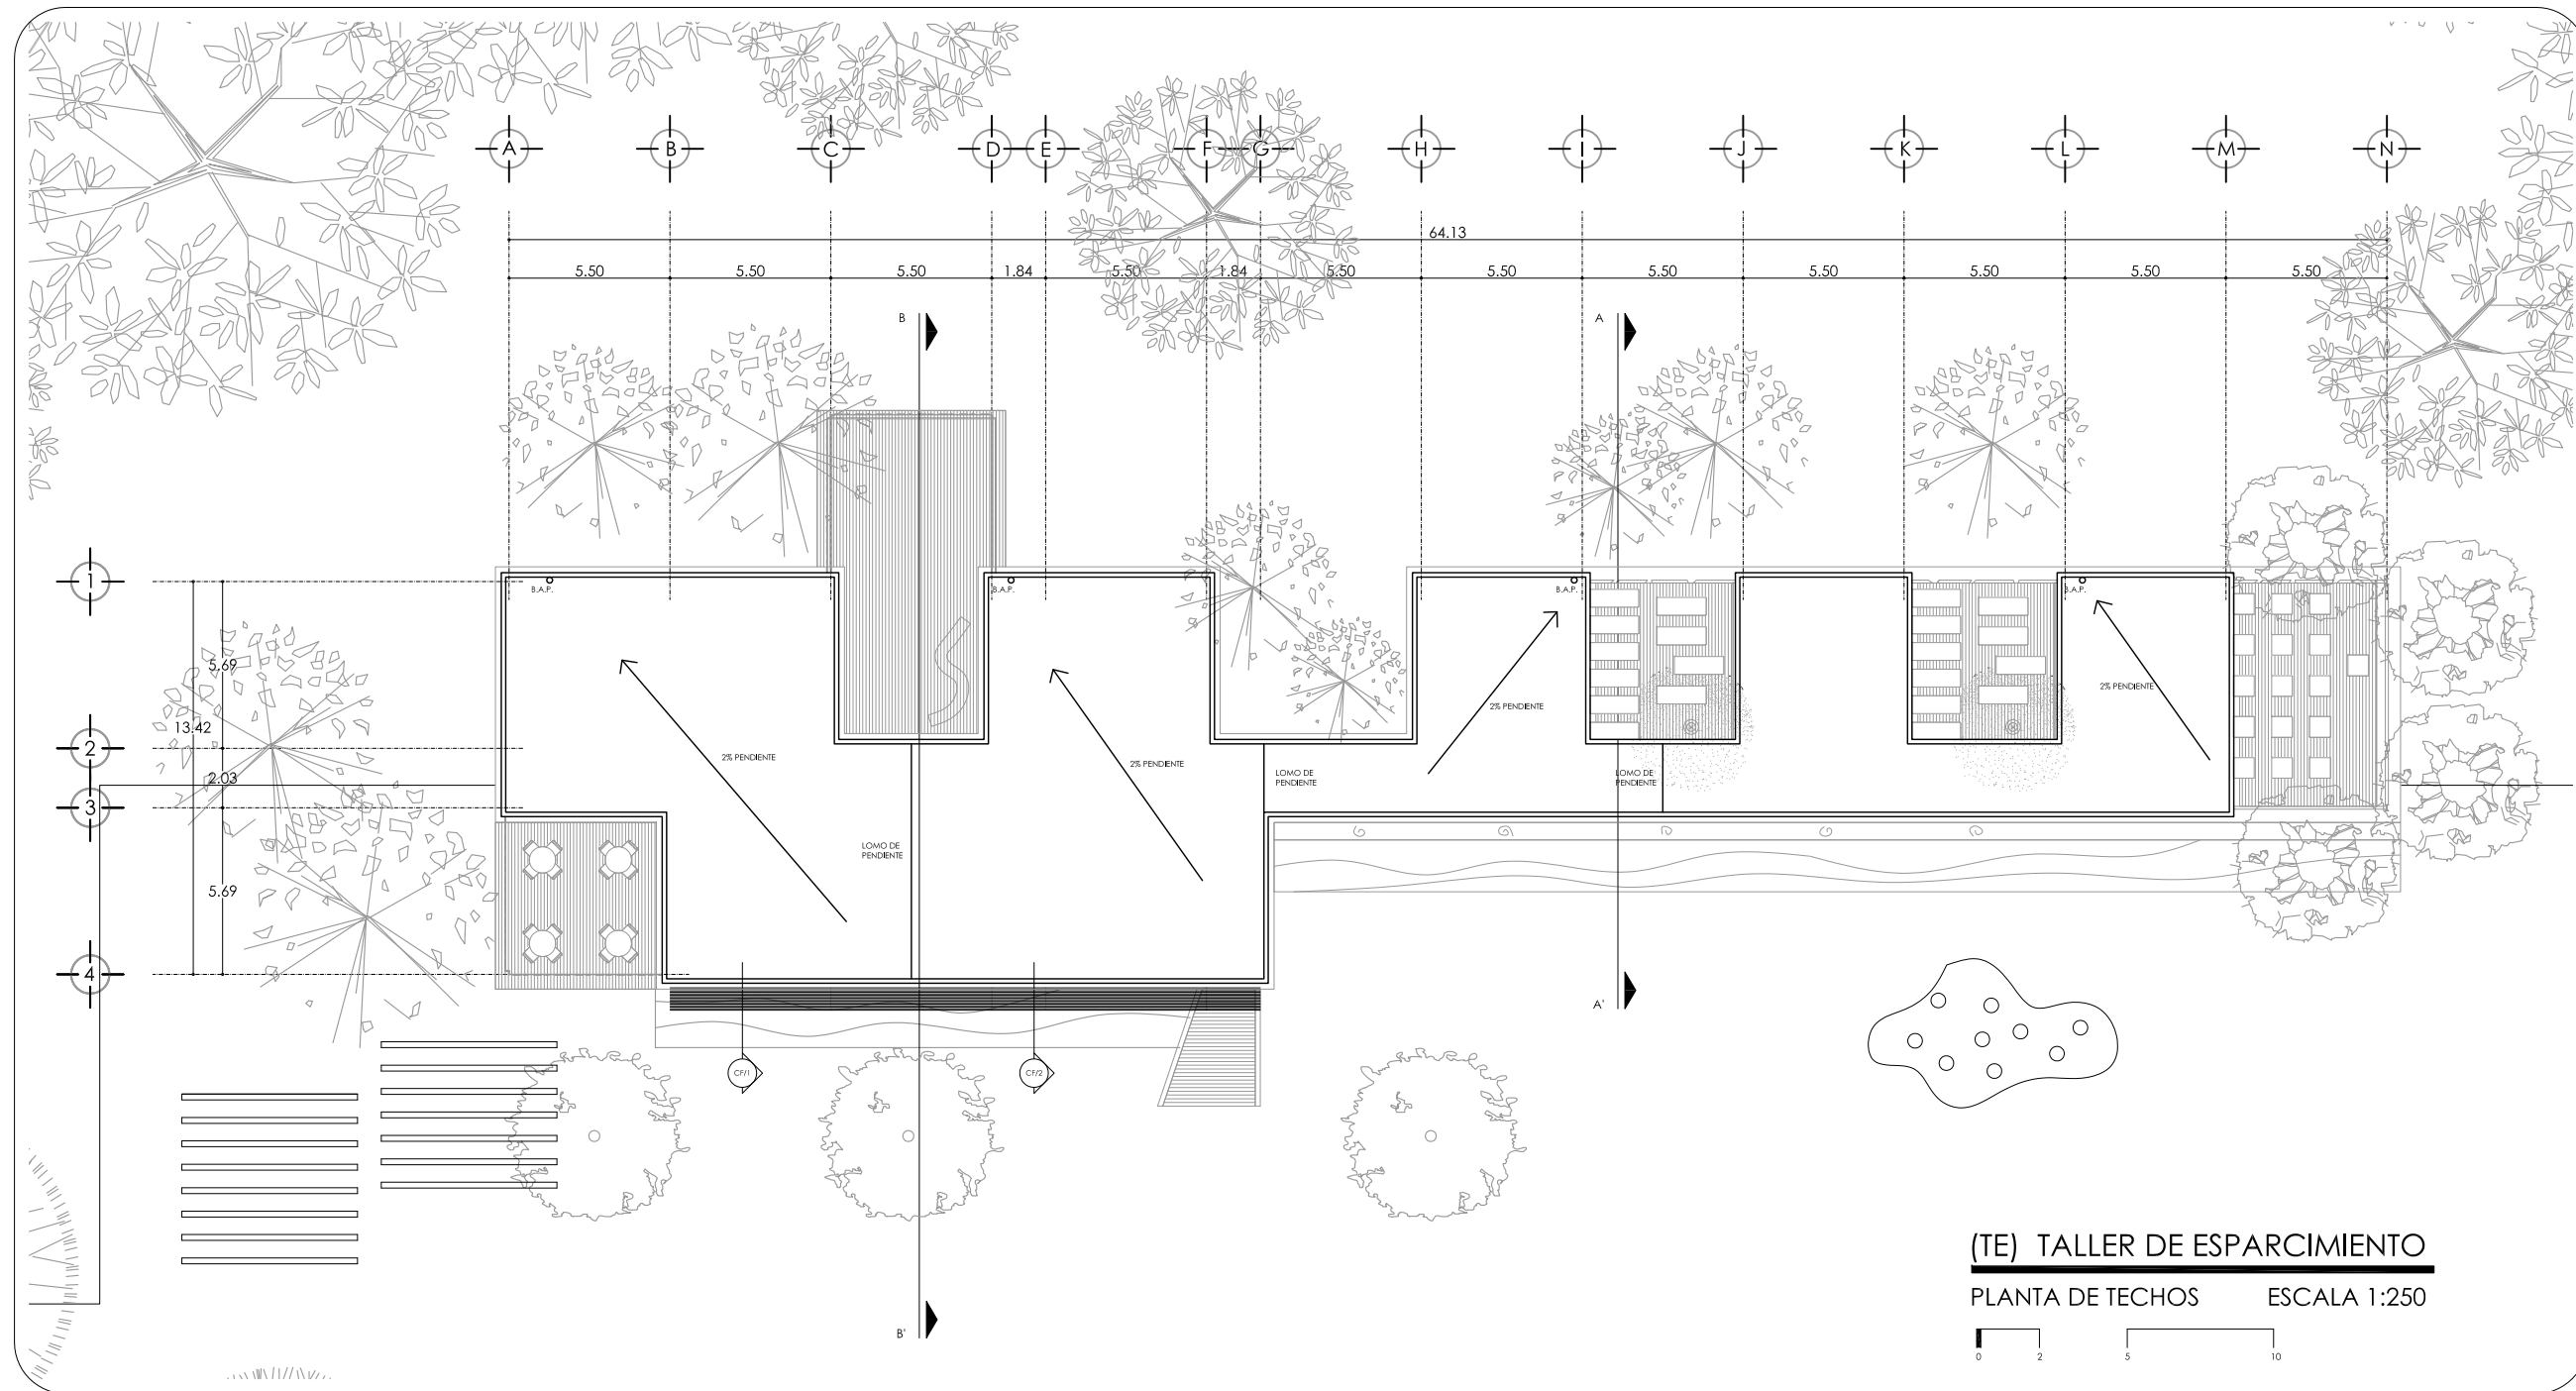 A B C D E F G H I J K L M N
64.13
5.50 5.50 5.50 1.84 5.50 1.84 5.50 5.50 5.50 5.50 5.50 5.50 5.50
B A
1
B.A.P. B.A.P. B.A.P. B.A.P.
5.69
2% PENDIENTE
2% PENDIENTE
13.42
2
2% PENDIENTE
2% PENDIENTE
LOMO DE
PENDIENTE
LOMO DE
PENDIENTE
2.03
3
LOMO DE
PENDIENTE
5.69
4
A'
CF/1 CF/2
(TE) TALLER DE ESPARCIMIENTO
PLANTA DE TECHOS ESCALA 1:250
B'
0 2 5 10